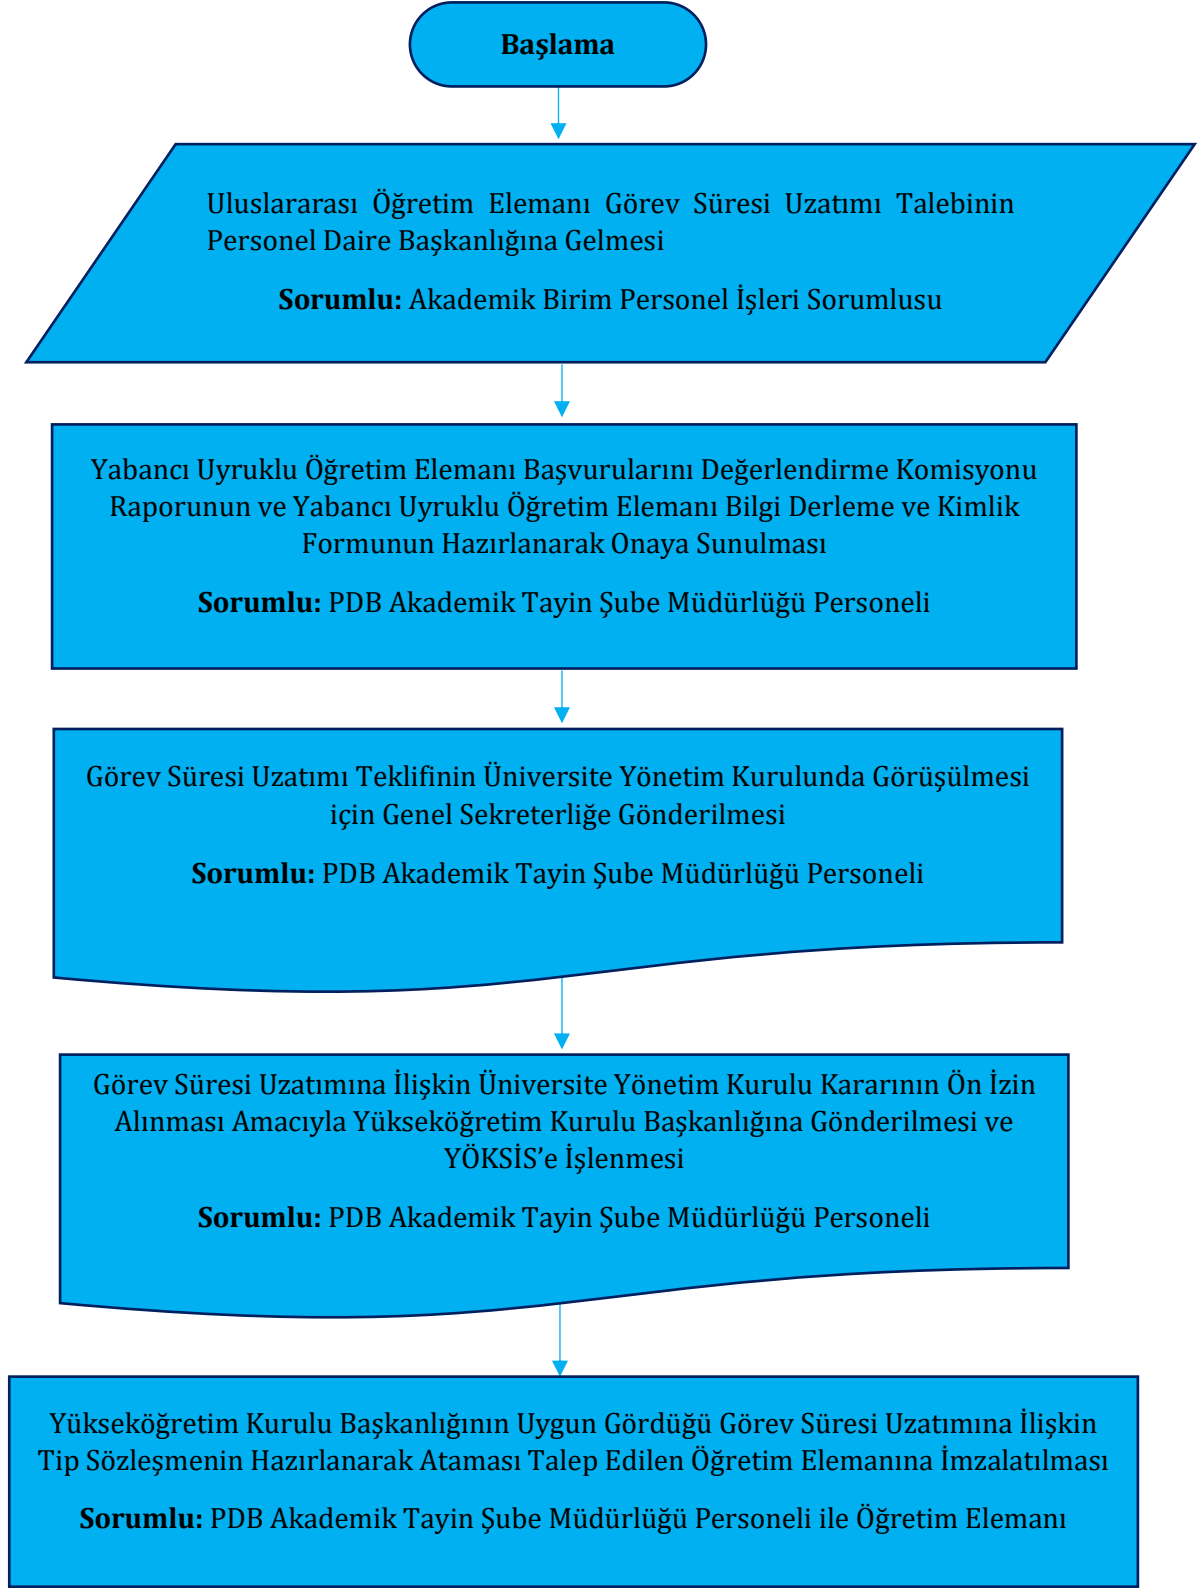 Başlama
Uluslararası Öğretim Elemanı Görev Süresi Uzatımı Talebinin
Personel Daire Başkanlığına Gelmesi
Sorumlu: Akademik Birim Personel İşleri Sorumlusu
Yabancı Uyruklu Öğretim Elemanı Başvurularını Değerlendirme Komisyonu
Raporunun ve Yabancı Uyruklu Öğretim Elemanı Bilgi Derleme ve Kimlik
Formunun Hazırlanarak Onaya Sunulması
Sorumlu: PDB Akademik Tayin Şube Müdürlüğü Personeli
Görev Süresi Uzatımı Teklifinin Üniversite Yönetim Kurulunda Görüşülmesi
için Genel Sekreterliğe Gönderilmesi
Sorumlu: PDB Akademik Tayin Şube Müdürlüğü Personeli
Görev Süresi Uzatımına İlişkin Üniversite Yönetim Kurulu Kararının Ön İzin
Alınması Amacıyla Yükseköğretim Kurulu Başkanlığına Gönderilmesi ve
YÖKSİS’e İşlenmesi
Sorumlu: PDB Akademik Tayin Şube Müdürlüğü Personeli
Yükseköğretim Kurulu Başkanlığının Uygun Gördüğü Görev Süresi Uzatımına İlişkin
Tip Sözleşmenin Hazırlanarak Ataması Talep Edilen Öğretim Elemanına İmzalatılması
Sorumlu: PDB Akademik Tayin Şube Müdürlüğü Personeli ile Öğretim Elemanı